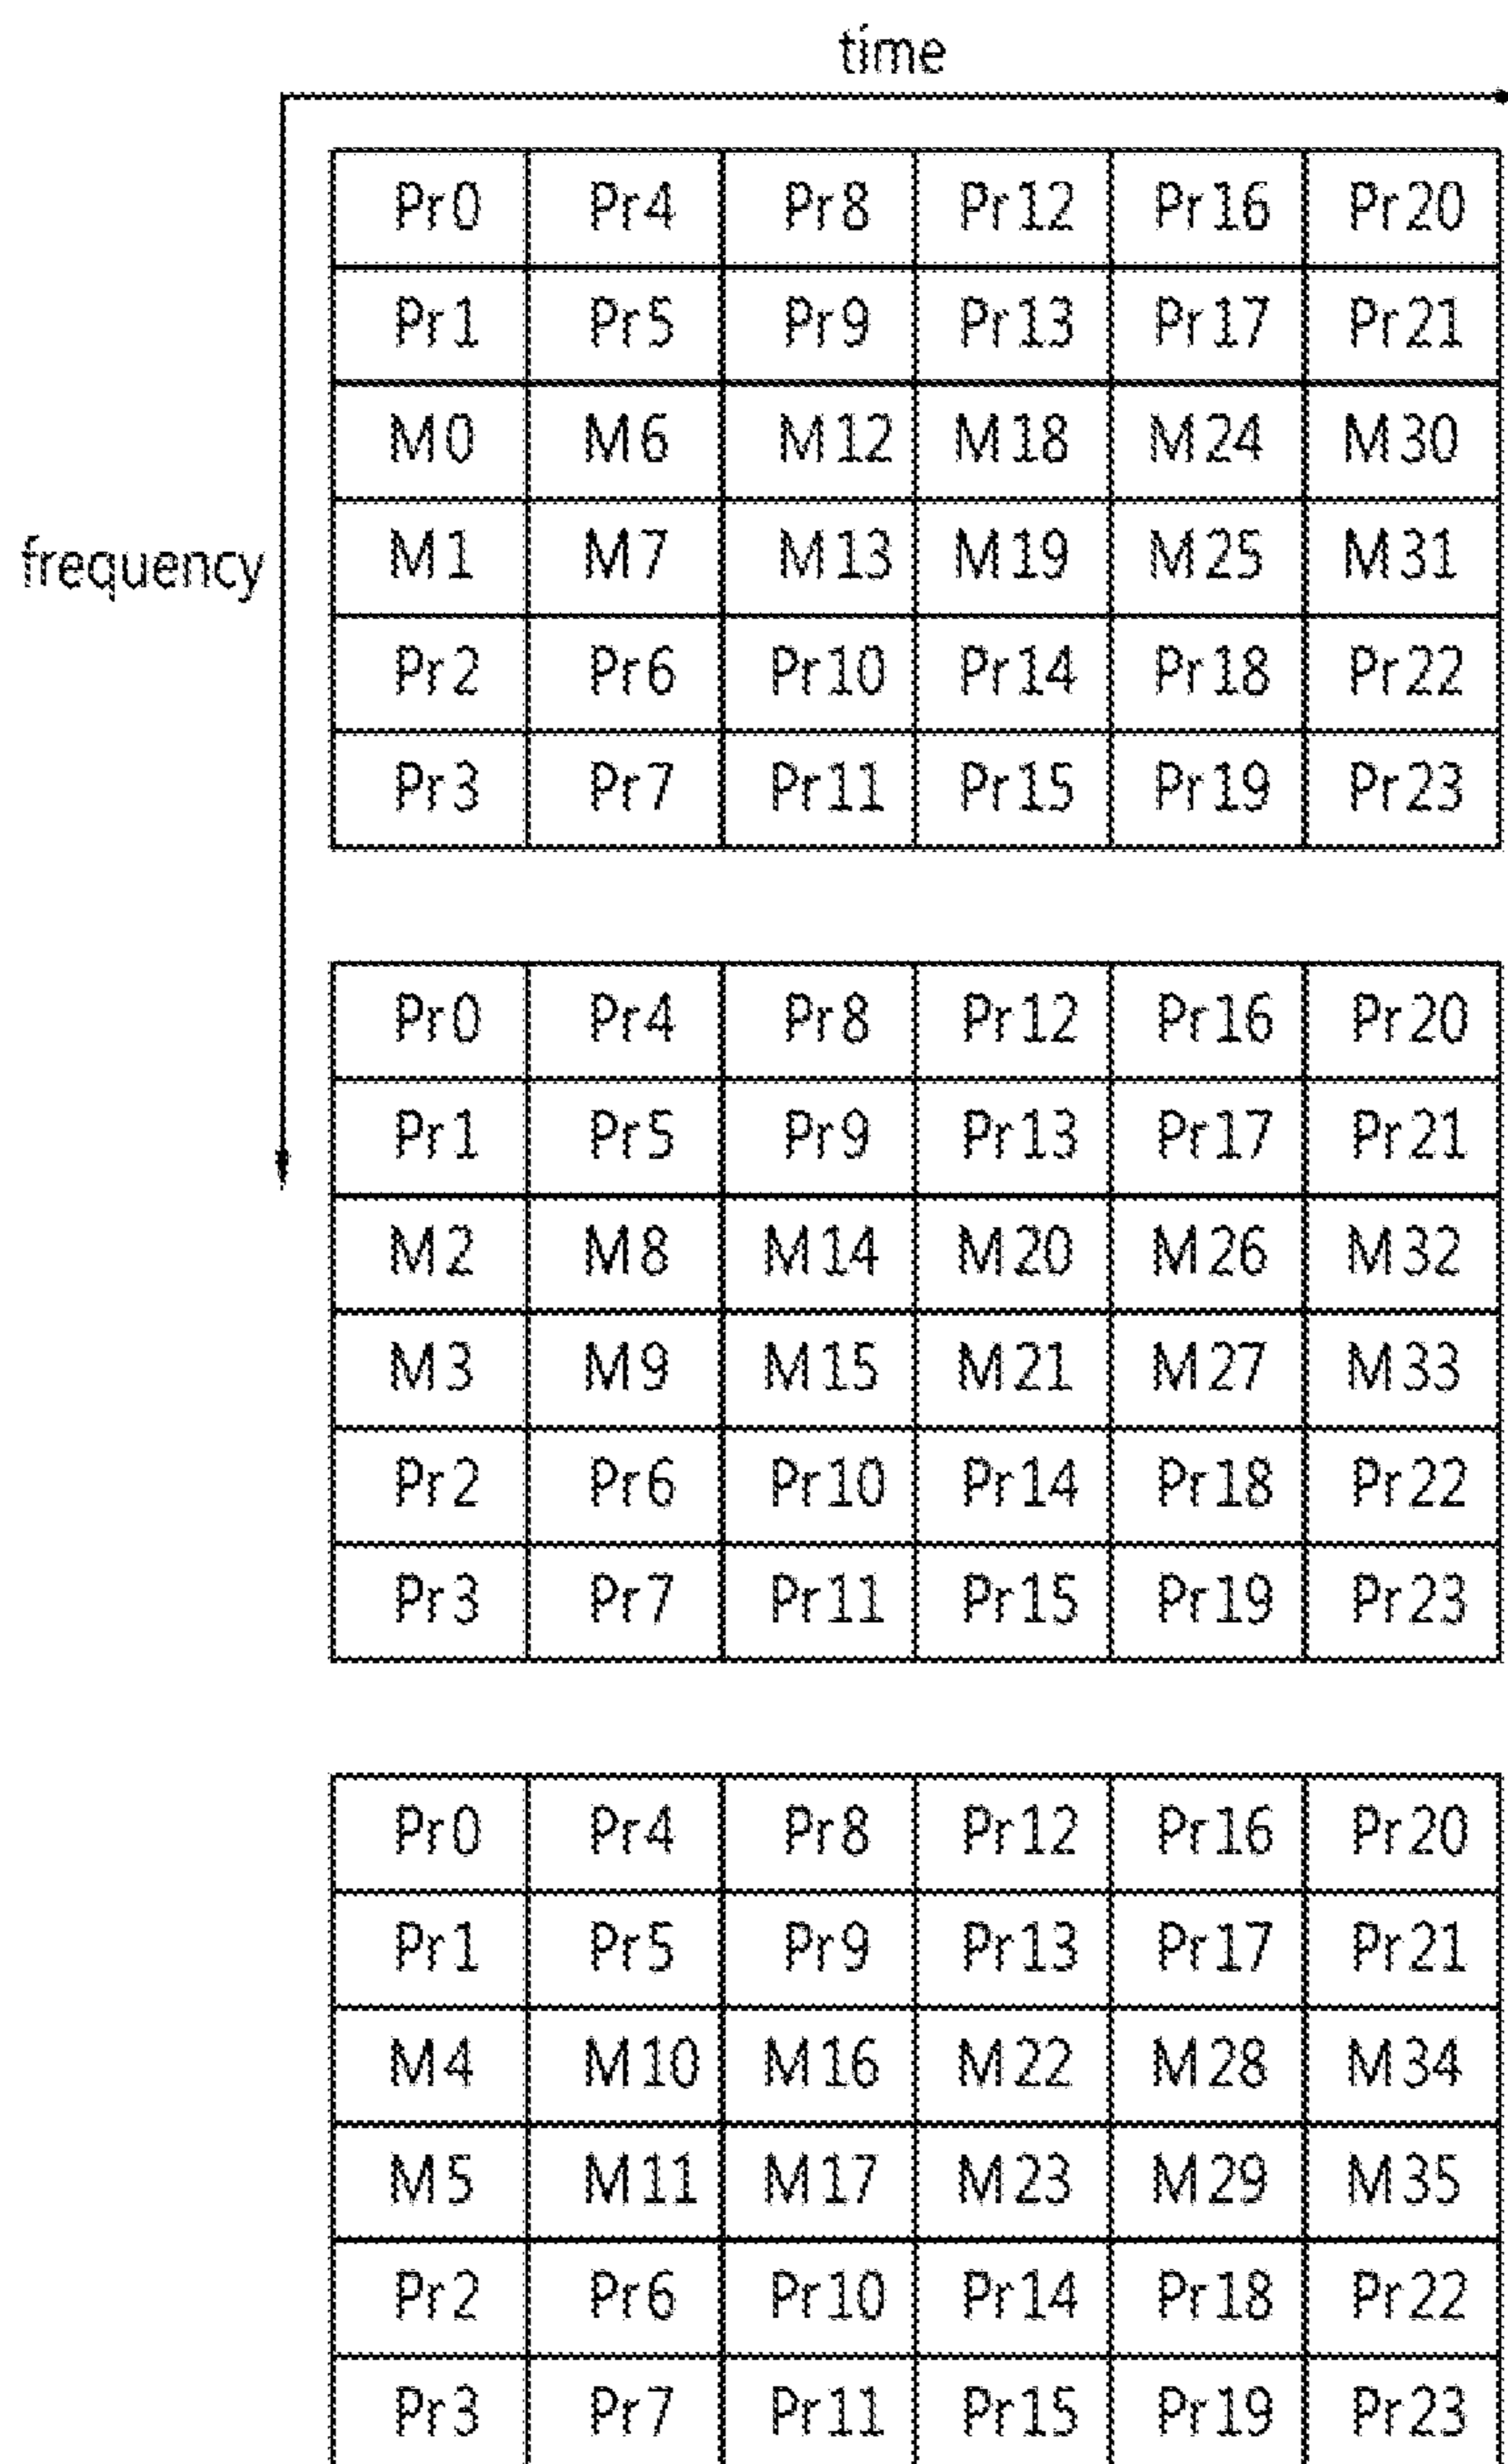 time
frequency
Pr0 Pr4 Pr8 Pr12 Pr16 Pr20
Pr1 Pr5 Pr9 Pr13 Pr17 Pr21
M0 M6 M12 M18 M24 M30
M1 M7 M13 M19 M25 M31
Pr2 Pr6 Pr10 Pr14 Pr18 Pr22
Pr3 Pr7 Pr11 Pr15 Pr19 Pr23
Pr0 Pr4 Pr8 Pr12 Pr16 Pr20
Pr1 Pr5 Pr9 Pr13 Pr17 Pr21
M2 M8 M14 M20 M26 M32
M3 M9 M15 M21 M27 M33
Pr2 Pr6 Pr10 Pr14 Pr18 Pr22
Pr3 Pr7 Pr11 Pr15 Pr19 Pr23
Pr0 Pr4 Pr8 Pr12 Pr16 Pr20
Pr1 Pr5 Pr9 Pr13 Pr17 Pr21
M4 M10 M16 M22 M28 M34
M5 M11 M17 M23 M29 M35
Pr2 Pr6 Pr10 Pr14 Pr18 Pr22
Pr3 Pr7 Pr11 Pr15 Pr19 Pr23